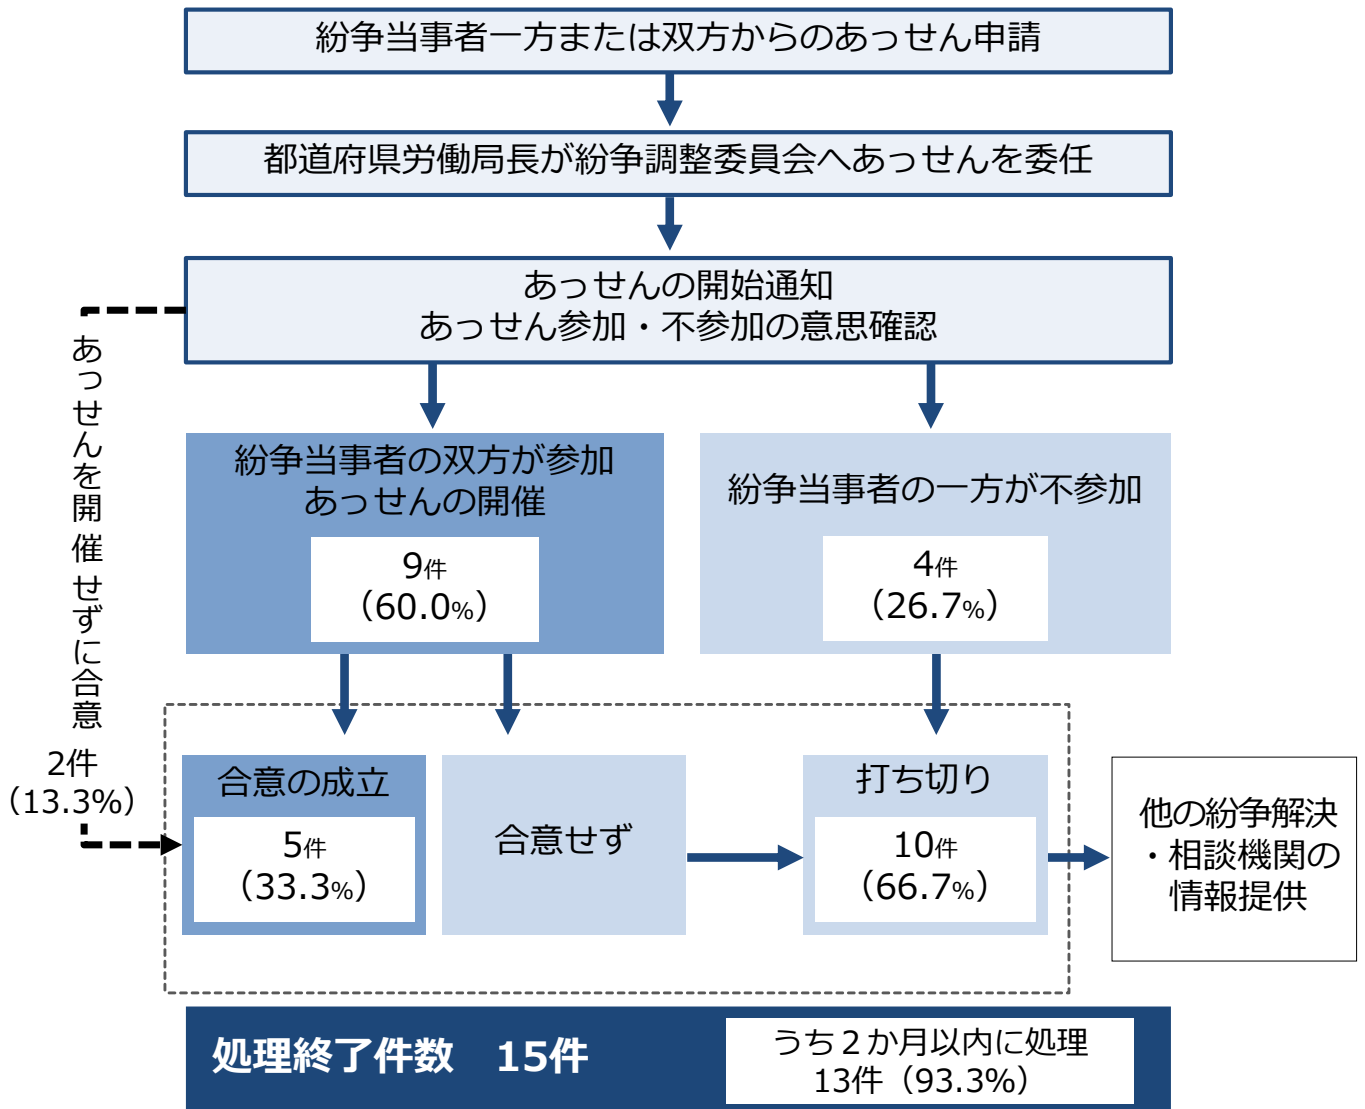 紛争当事者一方または双方からのあっせん申請
都道府県労働局長が紛争調整委員会へあっせんを委任
あっせんの開始通知
あっせん参加・不参加の意思確認
あっせんを開催せずに合意
2件
（13.3%）
紛争当事者の双方が参加
あっせんの開催
9件
（60.0%）
紛争当事者の一方が不参加
4件
（26.7%）
合意の成立
5件
（33.3%）
合意せず
打ち切り
10件
（66.7%）
他の紛争解決
・相談機関の
情報提供
処理終了件数　15件
うち２か月以内に処理
13件（93.3%）